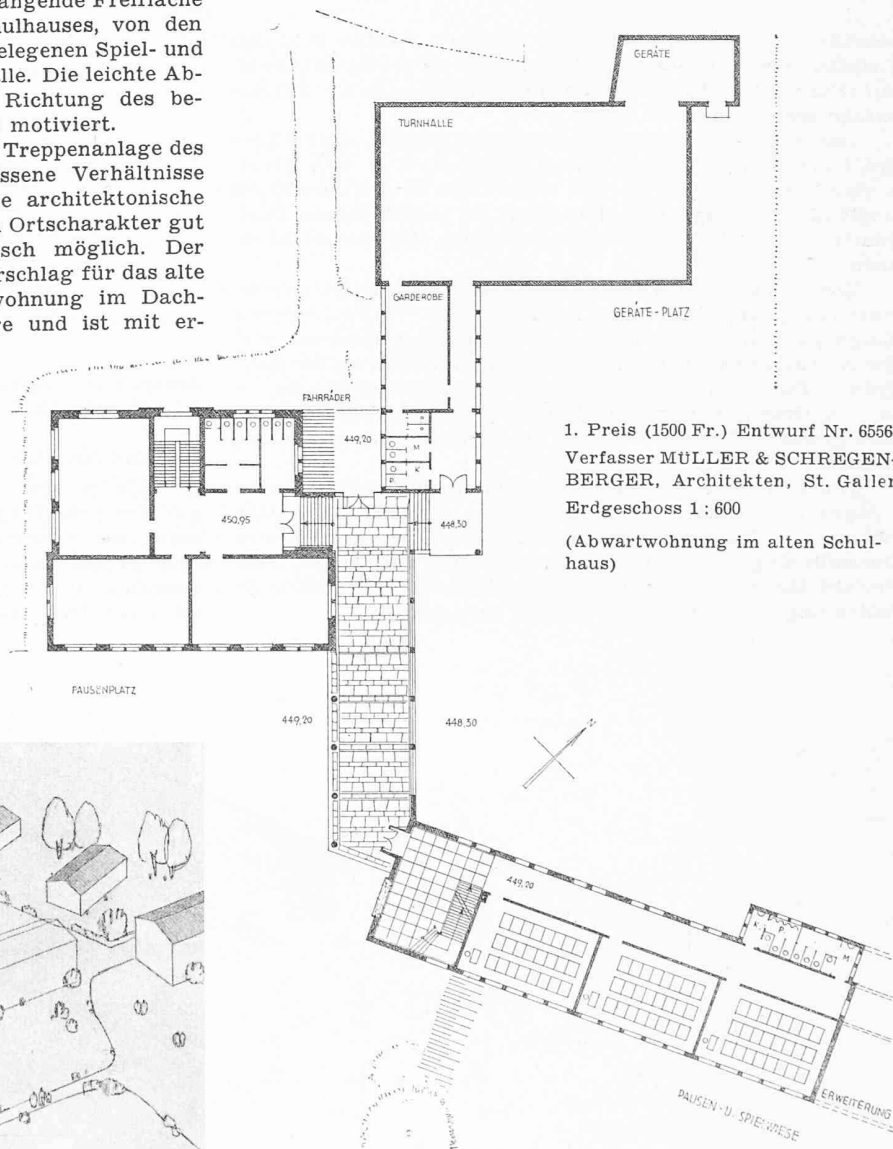 angende Freifläche
ulhauses, von den
elegenen Spiel- und
lle. Die leichte Ab-
Richtung des be-
motiviert.
Treppenanlage des
ssene Verhältnisse
e architektonische
Ortscharakter gut
sch möglich. Der
rschlag für das alte
wohnung im Dach-
re und ist mit er-
GERÄTE
TURNHALLE
GARDEROBE
GERÄTE-PLATZ
FAHRRÄDER
449,20
M
K
P.
450,95
448,30
1. Preis (1500 Fr.) Entwurf Nr. 6556
Verfasser MÜLLER & SCHREGEN-
BERGER, Architekten, St. Galler
Erdgeschoss 1 : 600
(Abwartwohnung im alten Schul-
haus)
PAUSENPLATZ
449,20
448,30
N
449,20
K
P.
M
ERWEITERUNG
PAUSEN- U. SPIELWIESE